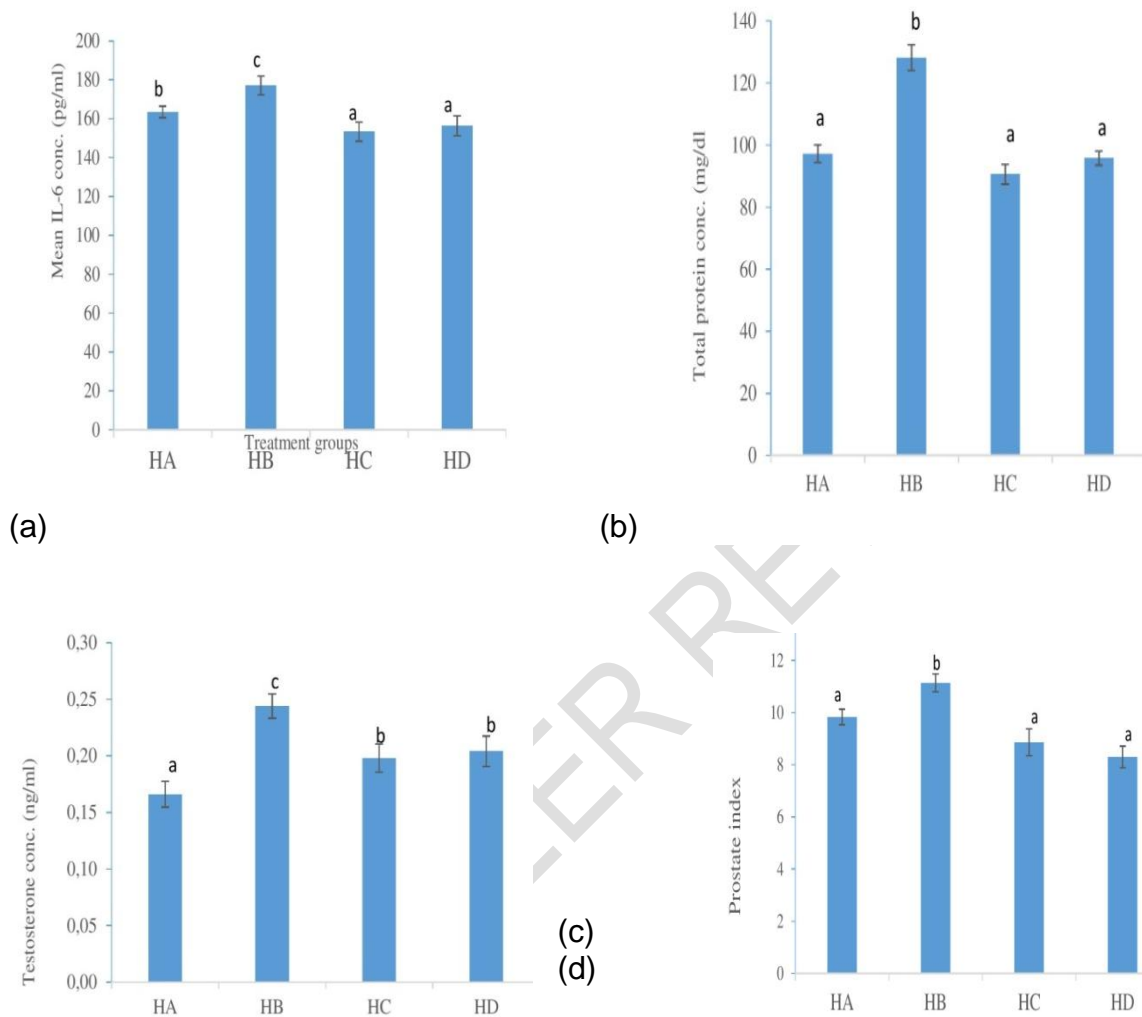 200
180
160
140
120
100
80
60
40
20
0
Mean IL-6 conc. (pg/ml)
b
c
a
a
Treatment groups
HA HB HC HD
(a)
140
120
100
80
60
40
20
0
Total protein conc. (mg/dl
a
b
a
a
HA HB HC HD
(b)
0,30
0,25
0,20
0,15
0,10
0,05
0,00
Testosterone conc. (ng/ml)
a
c
b
b
HA HB HC HD
(c)
(d)
12
10
8
6
4
2
0
Prostate index
a
b
a
a
HA HB HC HD
ER RE